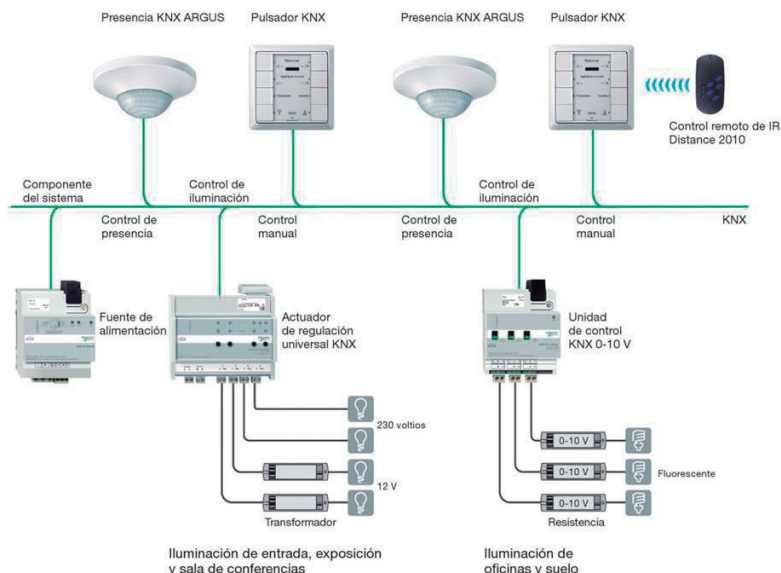 Presencia KNX ARGUS
Pulsador KNX
Presencia KNX ARGUS
Pulsador KNX
Control remoto de IR
Distance 2010
Componente
del sistema
Control de
iluminación
Control de
iluminación
Control de
presencia
Control
manual
Control de
presencia
Control
manual
KNX
Fuente de
alimentación
Actuador
de regulación
universal KNX
Unidad
de control
KNX 0-10 V
230 voltios
12 V
Transformador
0-10 V
0-10 V
0-10 V
Fluorescente
Resistencia
Iluminación de entrada, exposición
y sala de conferencias
Iluminación de
oficinas y suelo